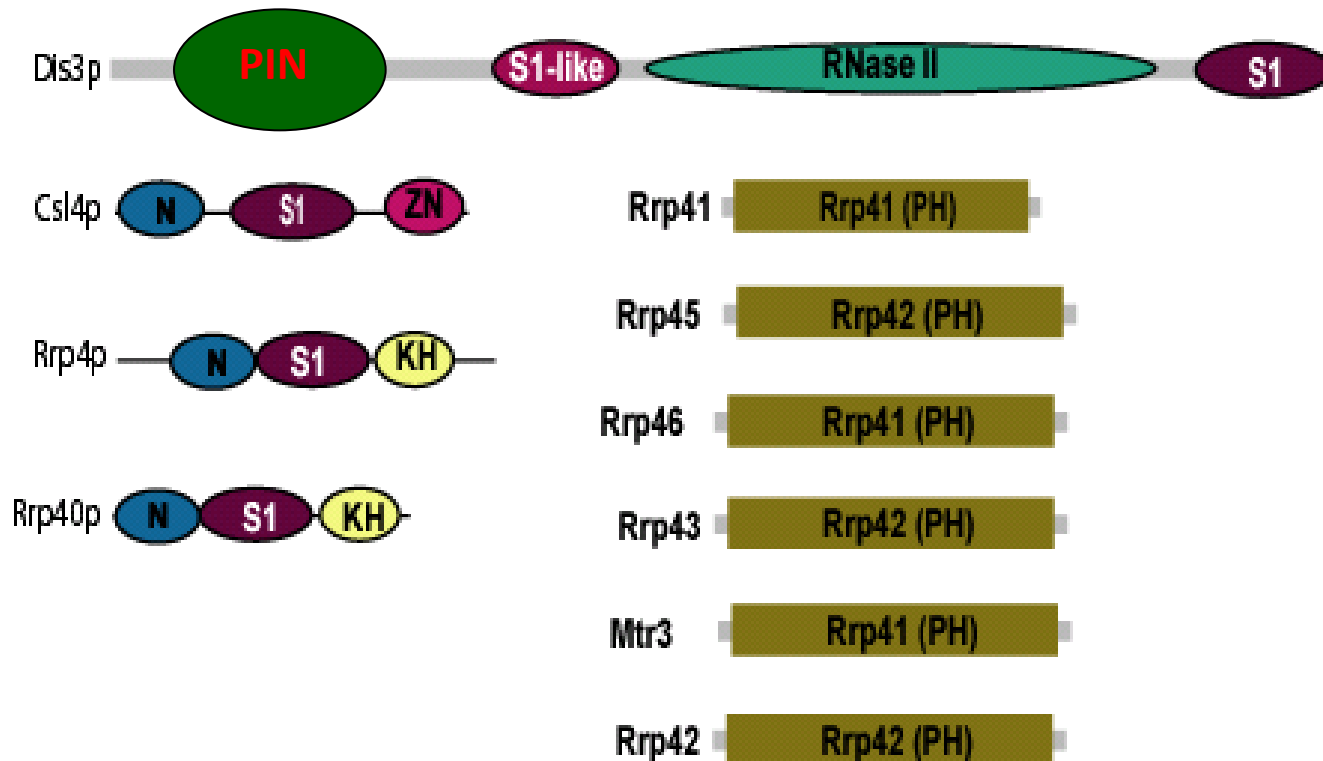 Dis3p PIN S1-like RNase II S1
Csl4p N S1 ZN
Rrp4p N S1 KH
Rrp40p N S1 KH
Rrp41 Rrp41 (PH)
Rrp45 Rrp42 (PH)
Rrp46 Rrp41 (PH)
Rrp43 Rrp42 (PH)
Mtr3 Rrp41 (PH)
Rrp42 Rrp42 (PH)